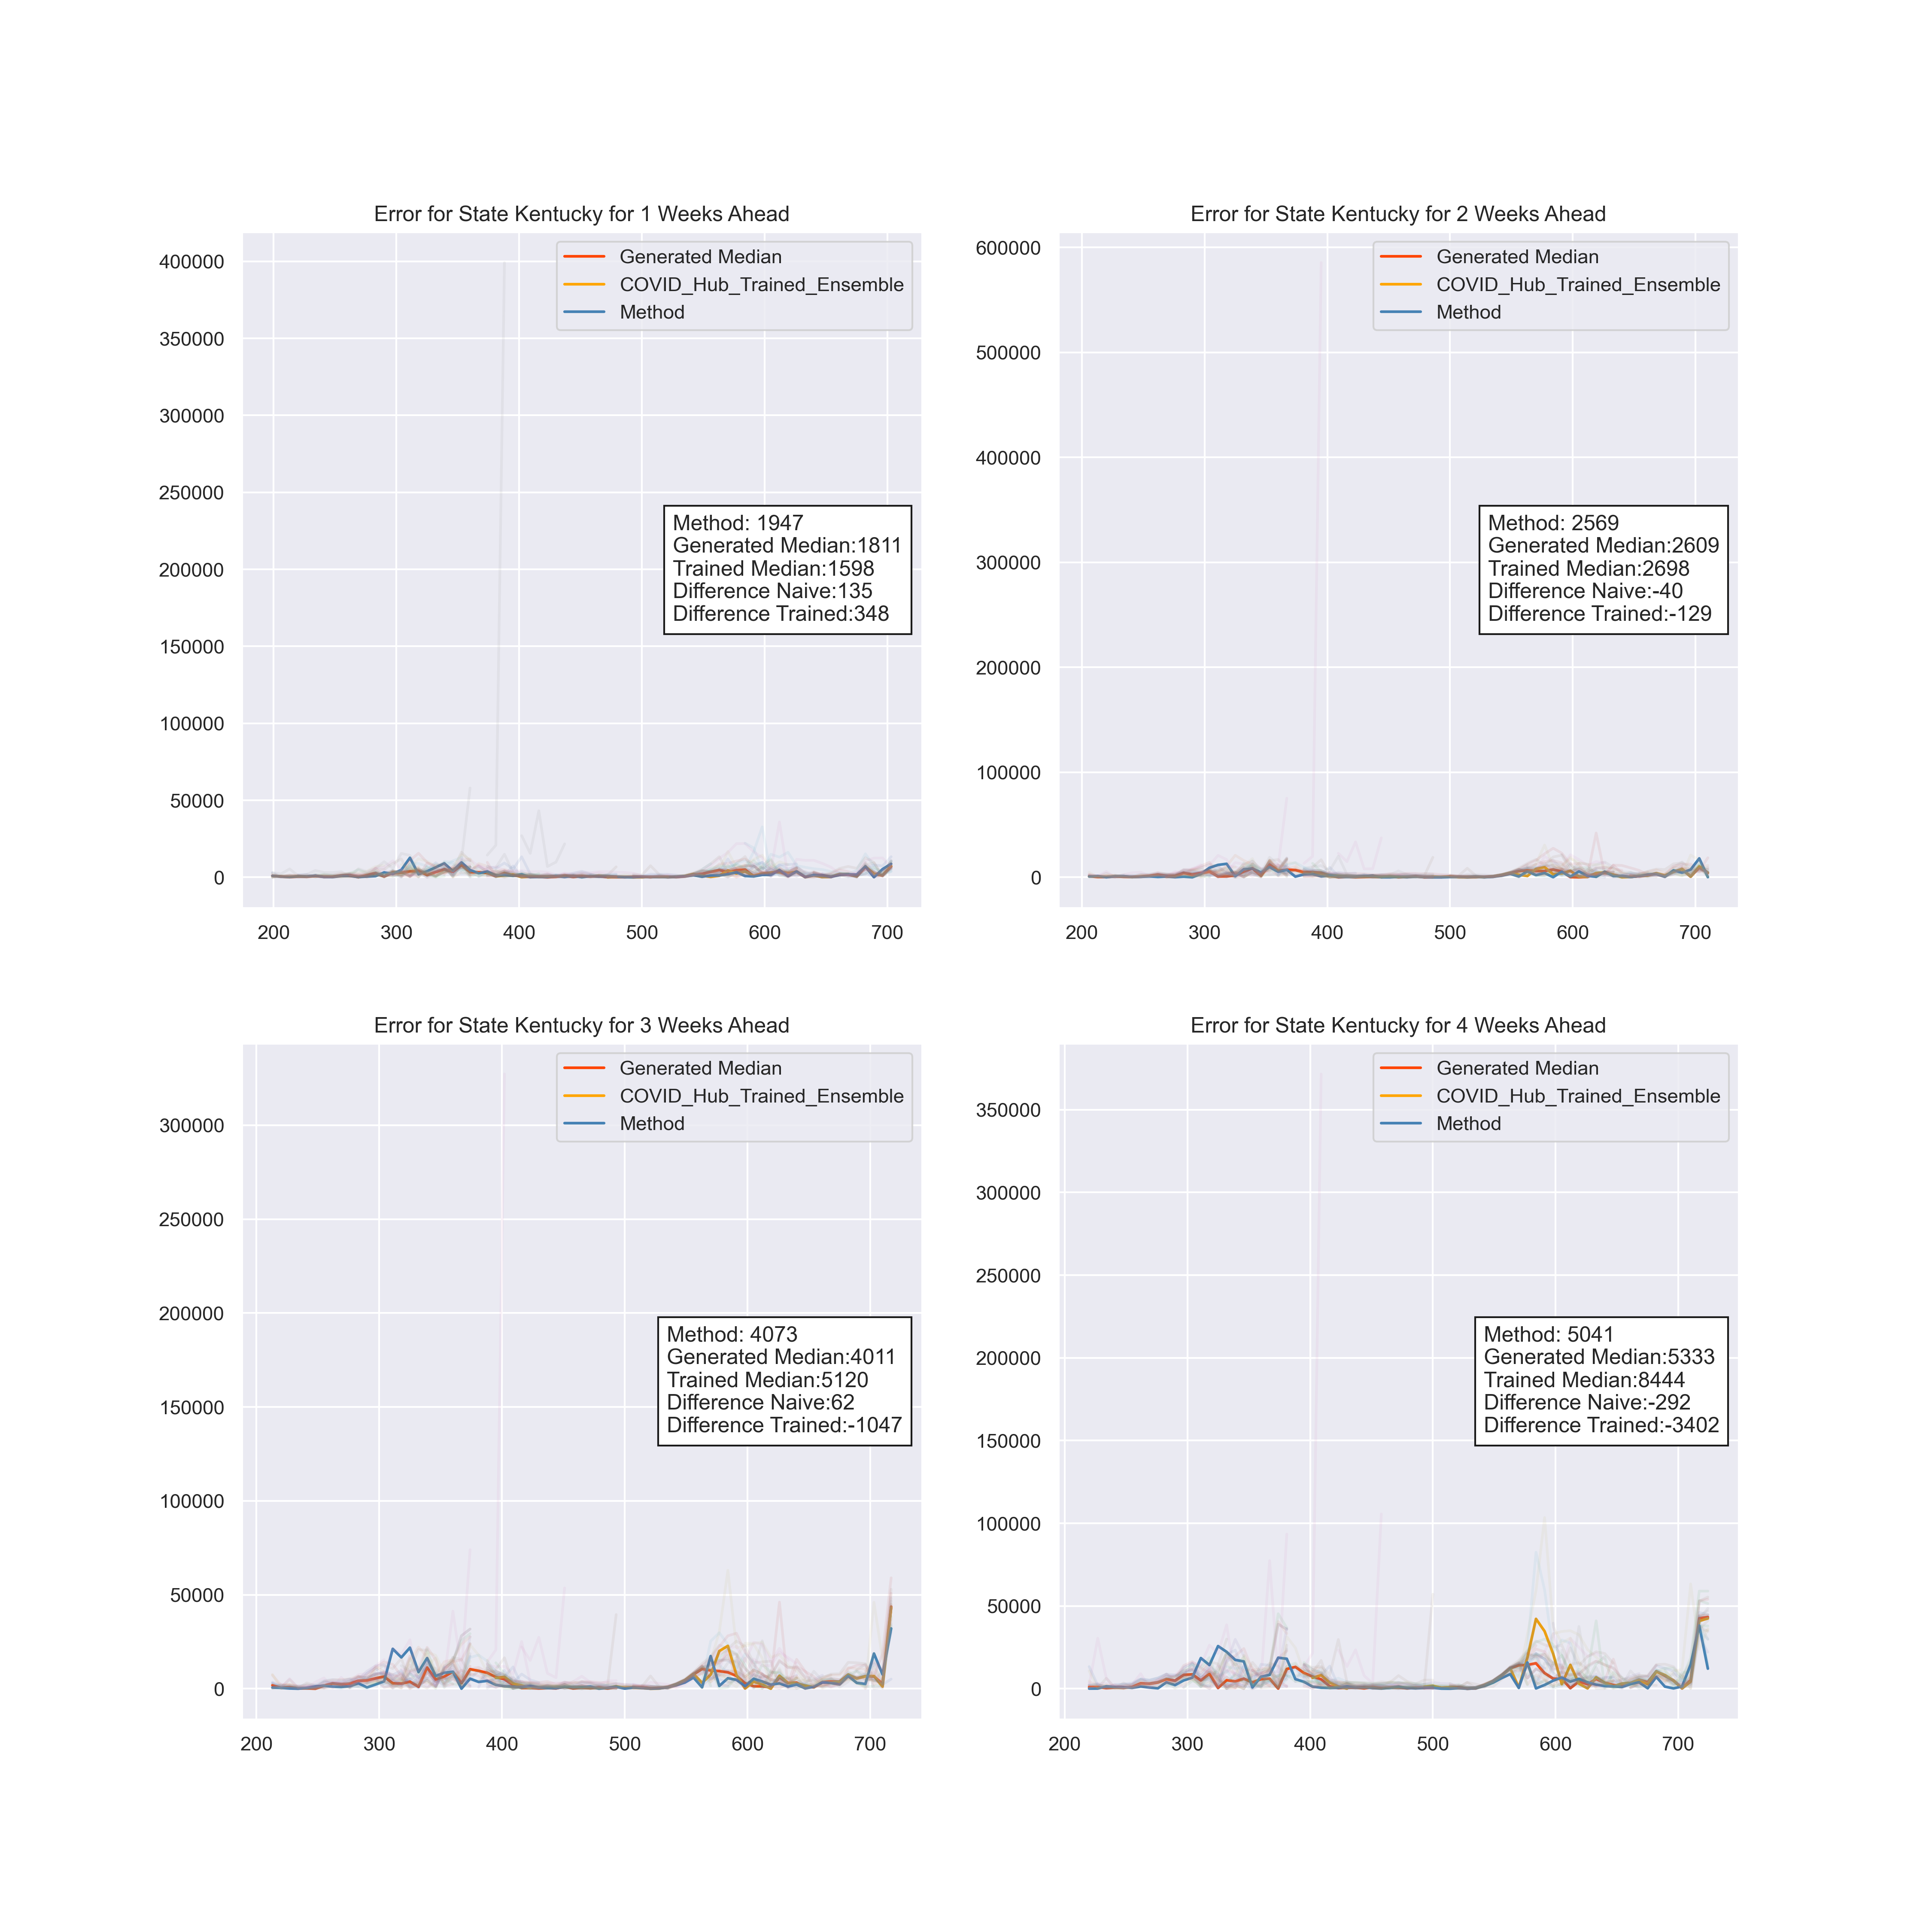 Error for State Kentucky for 1 Weeks Ahead
400000
350000
300000
250000
200000
150000
100000
50000
0
200 300 400 500 600 700
Generated Median
COVID_Hub_Trained_Ensemble
Method
Method: 1947
Generated Median:1811
Trained Median:1598
Difference Naive:135
Difference Trained:348
Error for State Kentucky for 2 Weeks Ahead
600000
500000
400000
300000
200000
100000
0
200 300 400 500 600 700
Generated Median
COVID_Hub_Trained_Ensemble
Method
Method: 2569
Generated Median:2609
Trained Median:2698
Difference Naive:-40
Difference Trained:-129
Error for State Kentucky for 3 Weeks Ahead
300000
250000
200000
150000
100000
50000
0
200 300 400 500 600 700
Generated Median
COVID_Hub_Trained_Ensemble
Method
Method: 4073
Generated Median:4011
Trained Median:5120
Difference Naive:62
Difference Trained:-1047
Error for State Kentucky for 4 Weeks Ahead
350000
300000
250000
200000
150000
100000
50000
0
200 300 400 500 600 700
Generated Median
COVID_Hub_Trained_Ensemble
Method
Method: 5041
Generated Median:5333
Trained Median:8444
Difference Naive:-292
Difference Trained:-3402